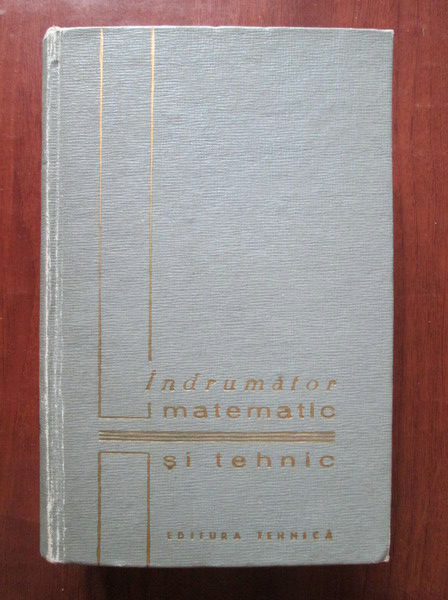 Îndrumător
matematic
și tehnic
EDITURA TEHNICĂ